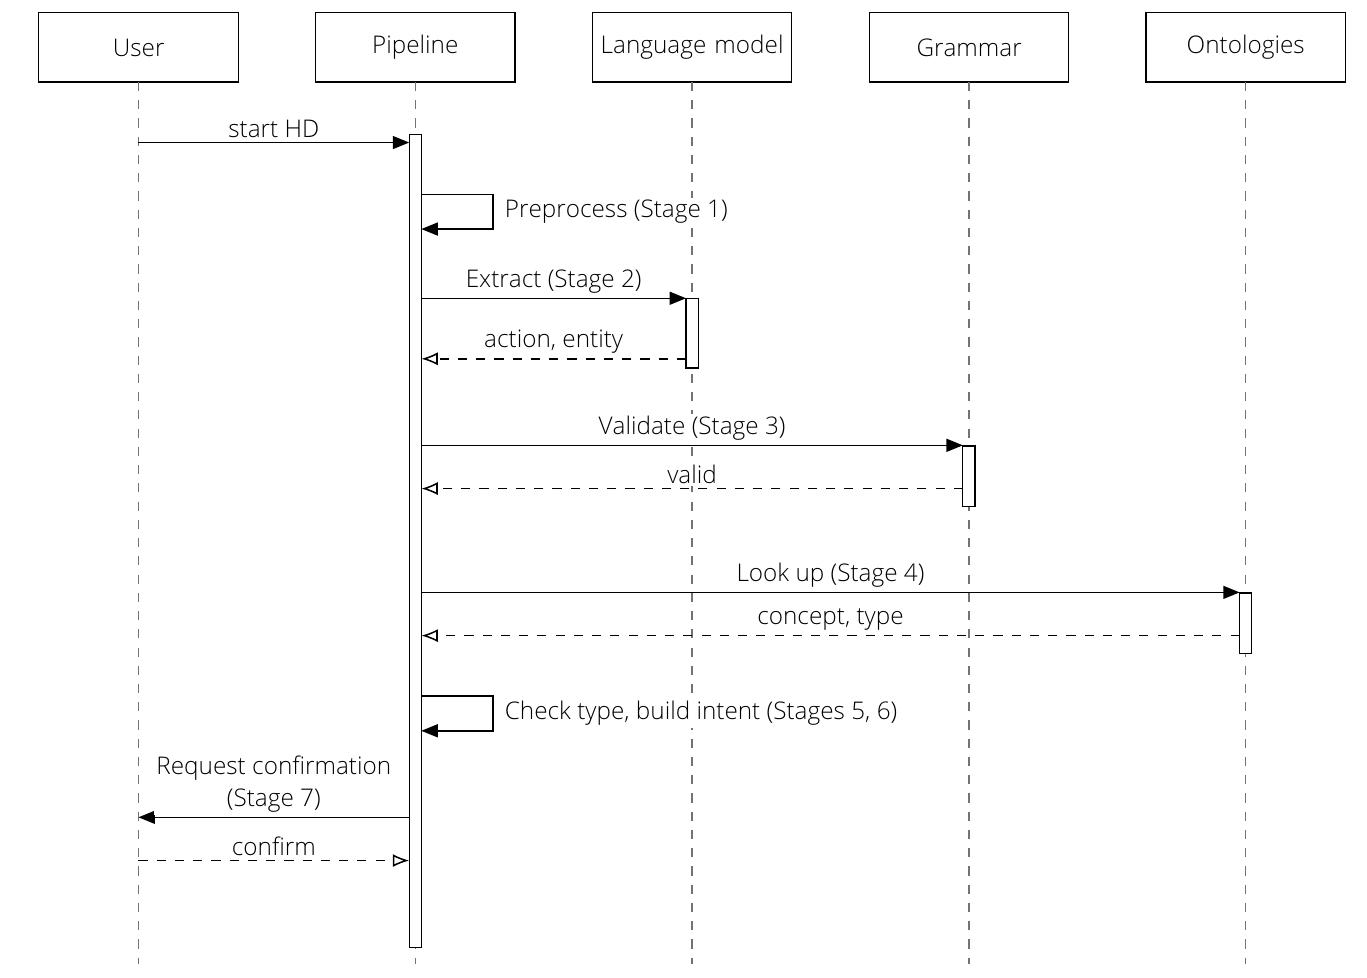 User
Pipeline
Language model
Grammar
Ontologies
start HD
Preprocess (Stage 1)
Extract (Stage 2)
action, entity
Validate (Stage 3)
valid
Look up (Stage 4)
concept, type
Check type, build intent (Stages 5, 6)
Request confirmation
(Stage 7)
confirm